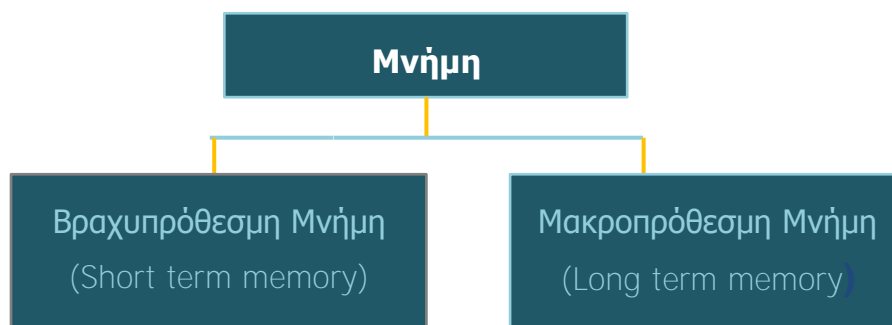 Μνήμη
Βραχυπρόθεσμη Μνήμη
(Short term memory)
Μακροπρόθεσμη Μνήμη
(Long term memory)